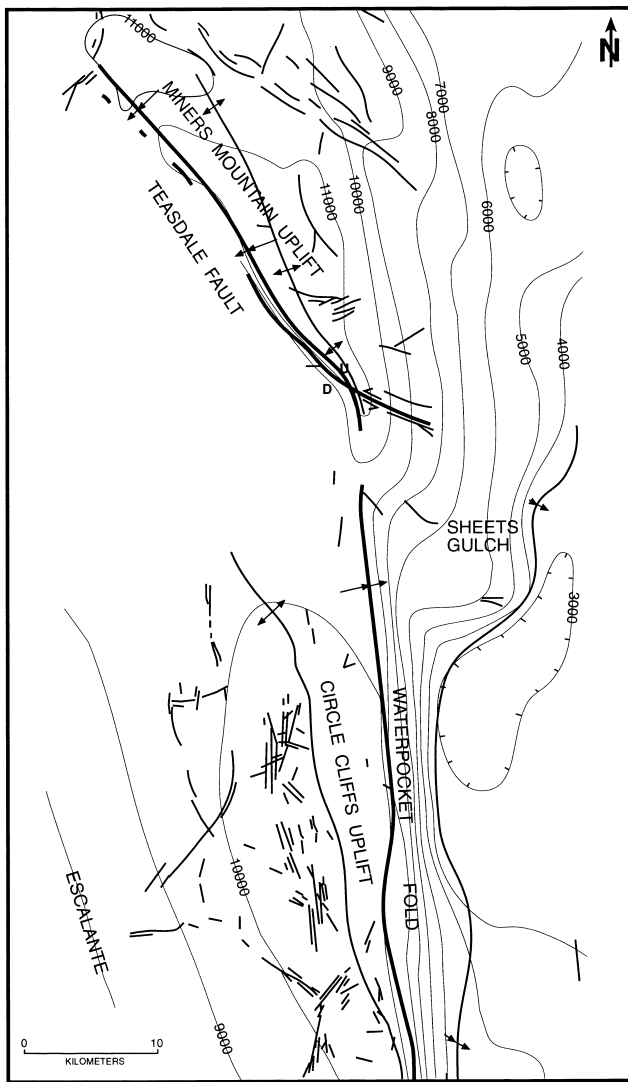 11000
N
9000
7000
8000
MINERS MOUNTAIN UPLIFT
11000
10000
6000
TEASDALE FAULT
5000
4000
U
D
SHEETS
GULCH
3000
CIRCLE CLIFFS UPLIFT
WATERPOCKET
FOLD
10000
ESCALANTE
9000
0
10
KILOMETERS